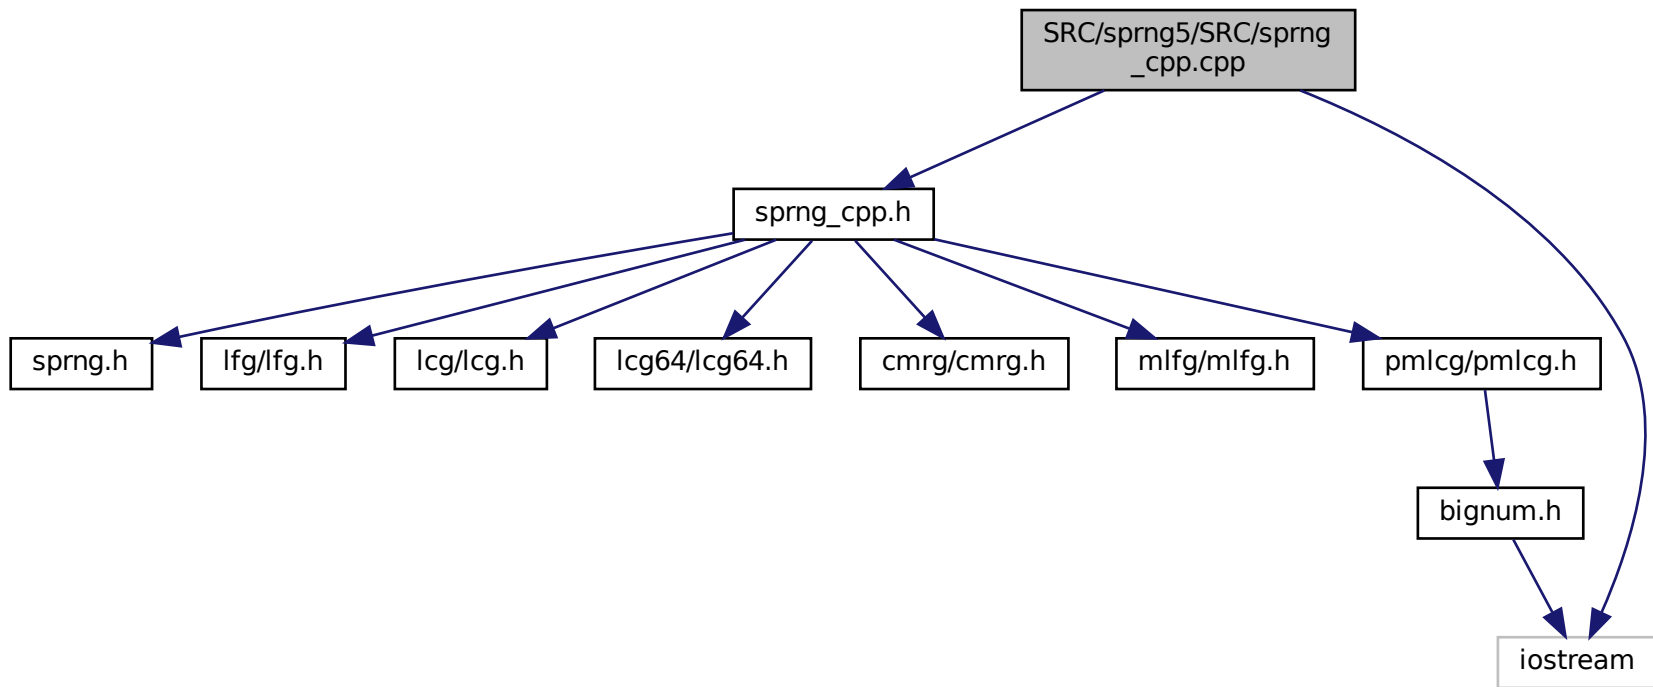 SRC/sprng5/SRC/sprng
_cpp.cpp
sprng_cpp.h
sprng.h
lfg/lfg.h
lcg/lcg.h
lcg64/lcg64.h
cmrg/cmrg.h
mlfg/mlfg.h
pmlcg/pmlcg.h
bignum.h
iostream